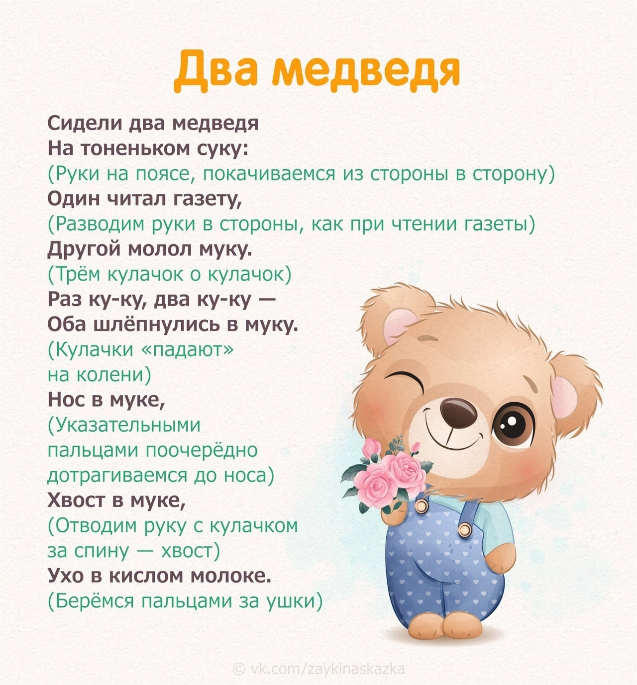 Два медведя
Сидели два медведя
На тоненьком суку:
(Руки на поясе, покачиваемся из стороны в сторону)
Один читал газету,
(Разводим руки в стороны, как при чтении газеты)
Другой молол муку.
(Трём кулачок о кулачок)
Раз ку-ку, два ку-ку —
Оба шлёпнулись в муку.
(Кулачки «падают»
на колени)
Нос в муке,
(Указательными
пальцами поочерёдно
дотрагиваемся до носа)
Хвост в муке,
(Отводим руку с кулачком
за спину — хвост)
Ухо в кислом молоке.
(Берёмся пальцами за ушки)
© vk.com/zaykinaskazka